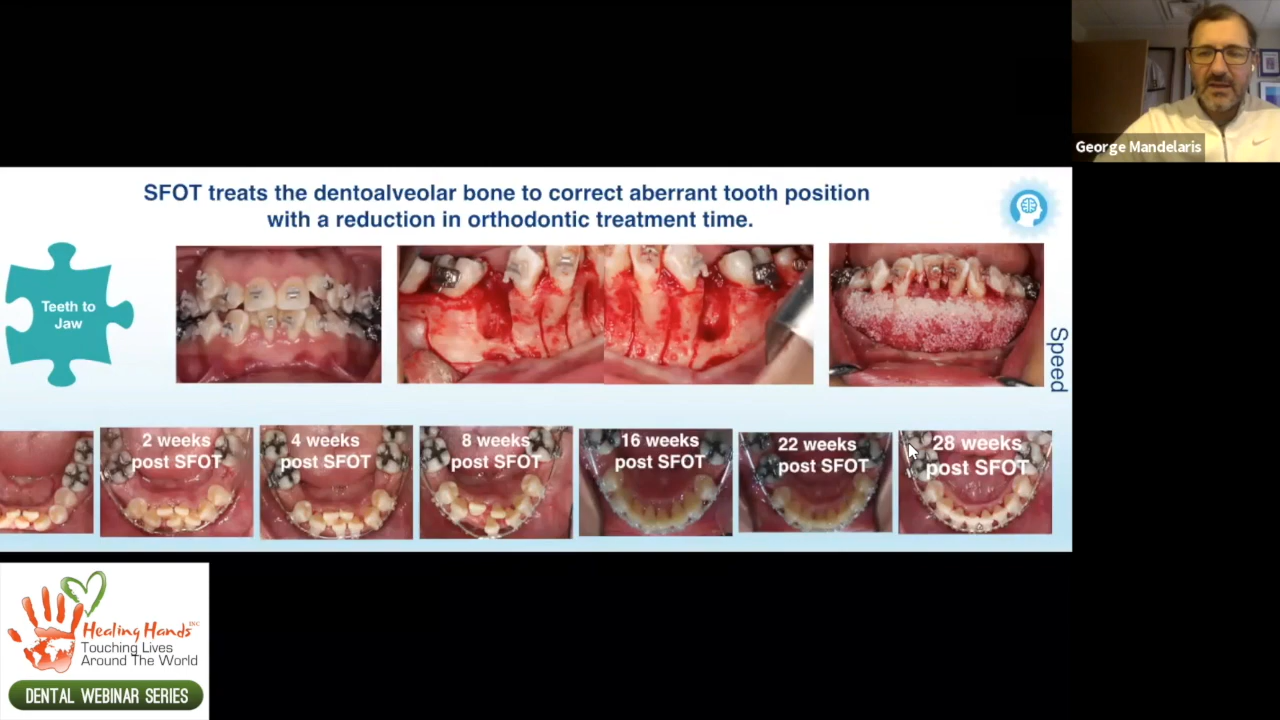 George Mandelaris
SFOT treats the dentoalveolar bone to correct aberrant tooth position
with a reduction in orthodontic treatment time.
Teeth to
Jaw
Speed
2 weeks
post SFOT
4 weeks
post SFOT
8 weeks
post SFOT
16 weeks
post SFOT
22 weeks
post SFOT
28 weeks
post SFOT
Healing Hands INC
Touching Lives
Around The World
DENTAL WEBINAR SERIES